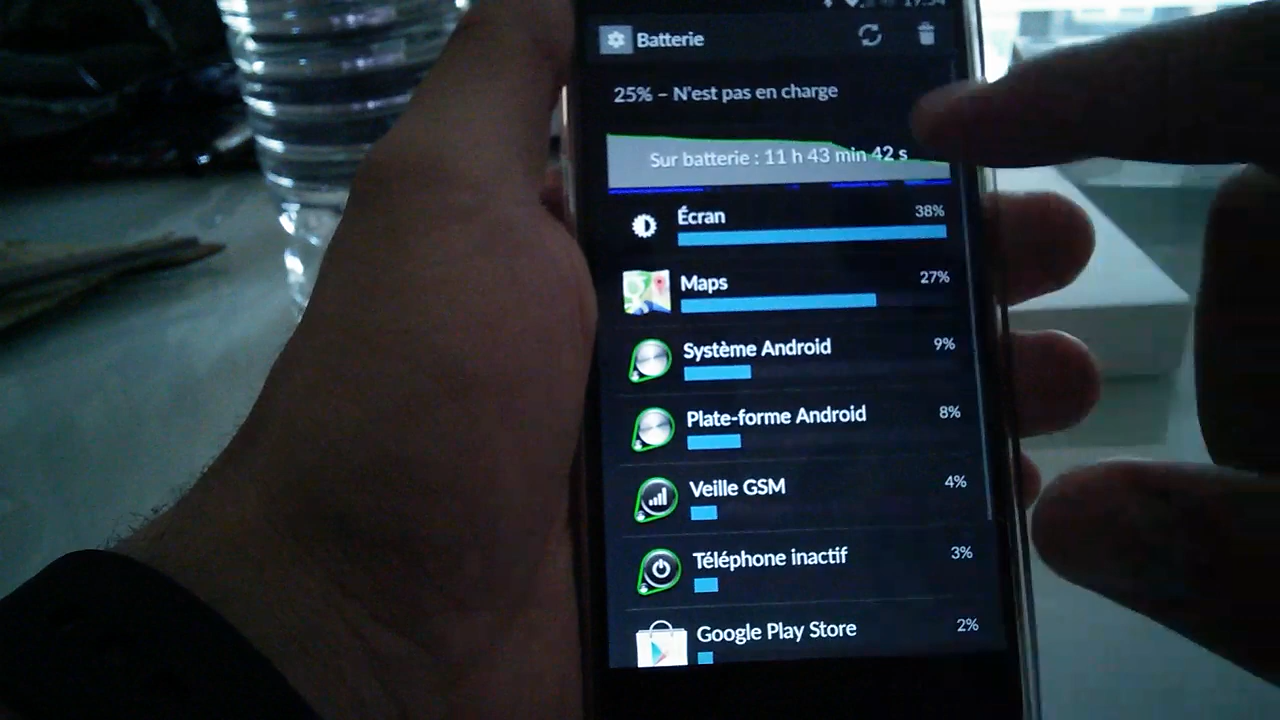 Batterie
25% – N'est pas en charge
Sur batterie : 11 h 43 min 42 s
Écran 38%
Maps 27%
Système Android 9%
Plate-forme Android 8%
Veille GSM 4%
Téléphone inactif 3%
Google Play Store 2%